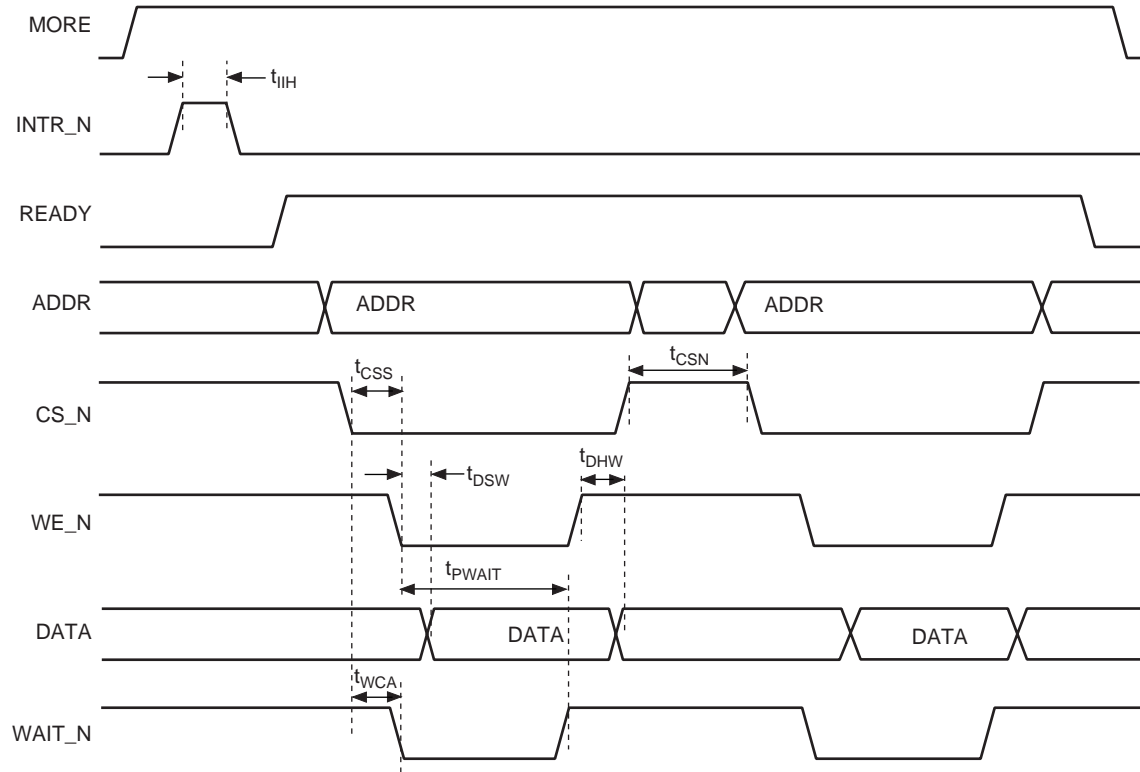 MORE
t_IIH
INTR_N
READY
ADDR ADDR ADDR
t_CSS t_CSN
CS_N
t_DSW t_DHW
WE_N
t_PWAIT
DATA DATA DATA
t_WCA
WAIT_N